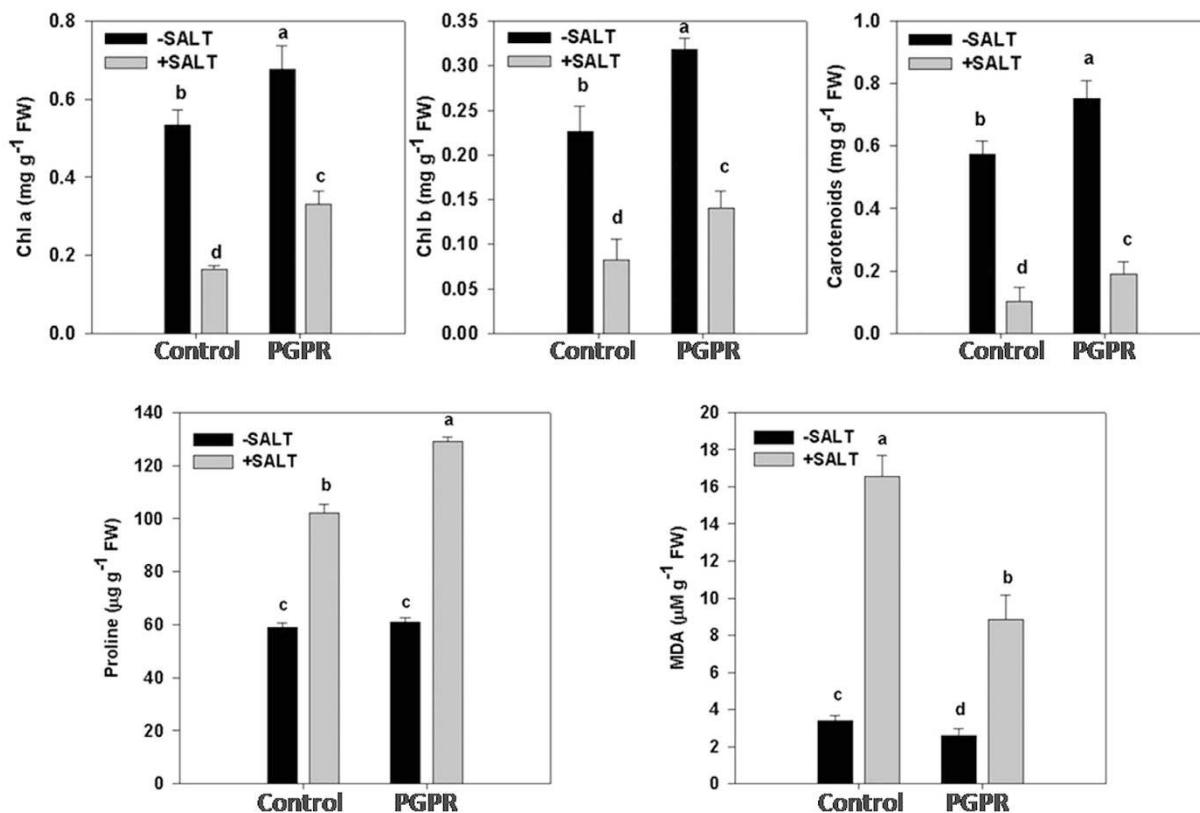 Chl a (mg g⁻¹ FW)
0.8
0.6
0.4
0.2
0.0
-SALT
+SALT
b
d
a
c
Control PGPR
Chl b (mg g⁻¹ FW)
0.35
0.30
0.25
0.20
0.15
0.10
0.05
0.00
-SALT
+SALT
b
d
a
c
Control PGPR
Carotenoids (mg g⁻¹ FW)
1.0
0.8
0.6
0.4
0.2
0.0
-SALT
+SALT
b
d
a
c
Control PGPR
Proline (µg g⁻¹ FW)
140
120
100
80
60
40
20
0
-SALT
+SALT
c
b
c
a
Control PGPR
MDA (µM g⁻¹ FW)
20
18
16
14
12
10
8
6
4
2
0
-SALT
+SALT
c
a
d
b
Control PGPR